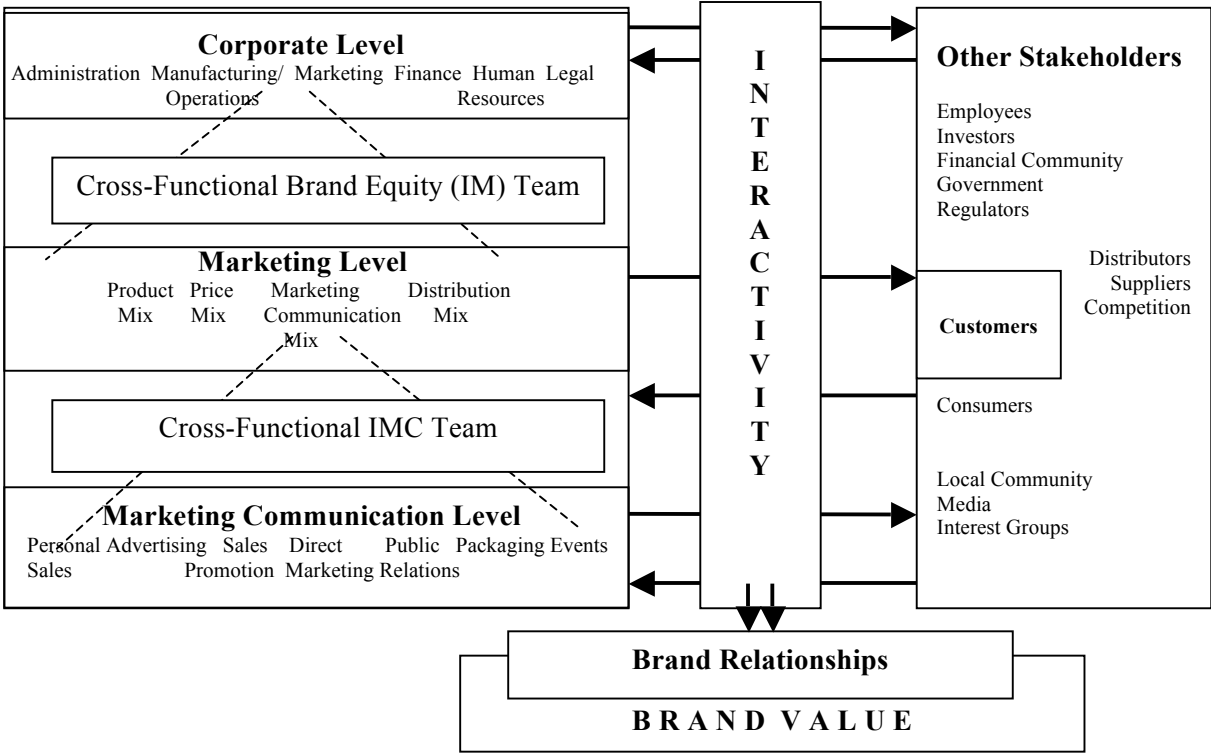 Corporate Level
Administration Manufacturing/ Marketing Finance Human Legal
Operations Resources
Cross-Functional Brand Equity (IM) Team
Marketing Level
Product Price Marketing Distribution
Mix Mix Communication Mix
Mix
Cross-Functional IMC Team
Marketing Communication Level
Personal Advertising Sales Direct Public Packaging Events
Sales Promotion Marketing Relations
I
N
T
E
R
A
C
T
I
V
I
T
Y
Other Stakeholders
Employees
Investors
Financial Community
Government
Regulators
Distributors
Suppliers
Competition
Customers
Consumers
Local Community
Media
Interest Groups
Brand Relationships
B R A N D V A L U E